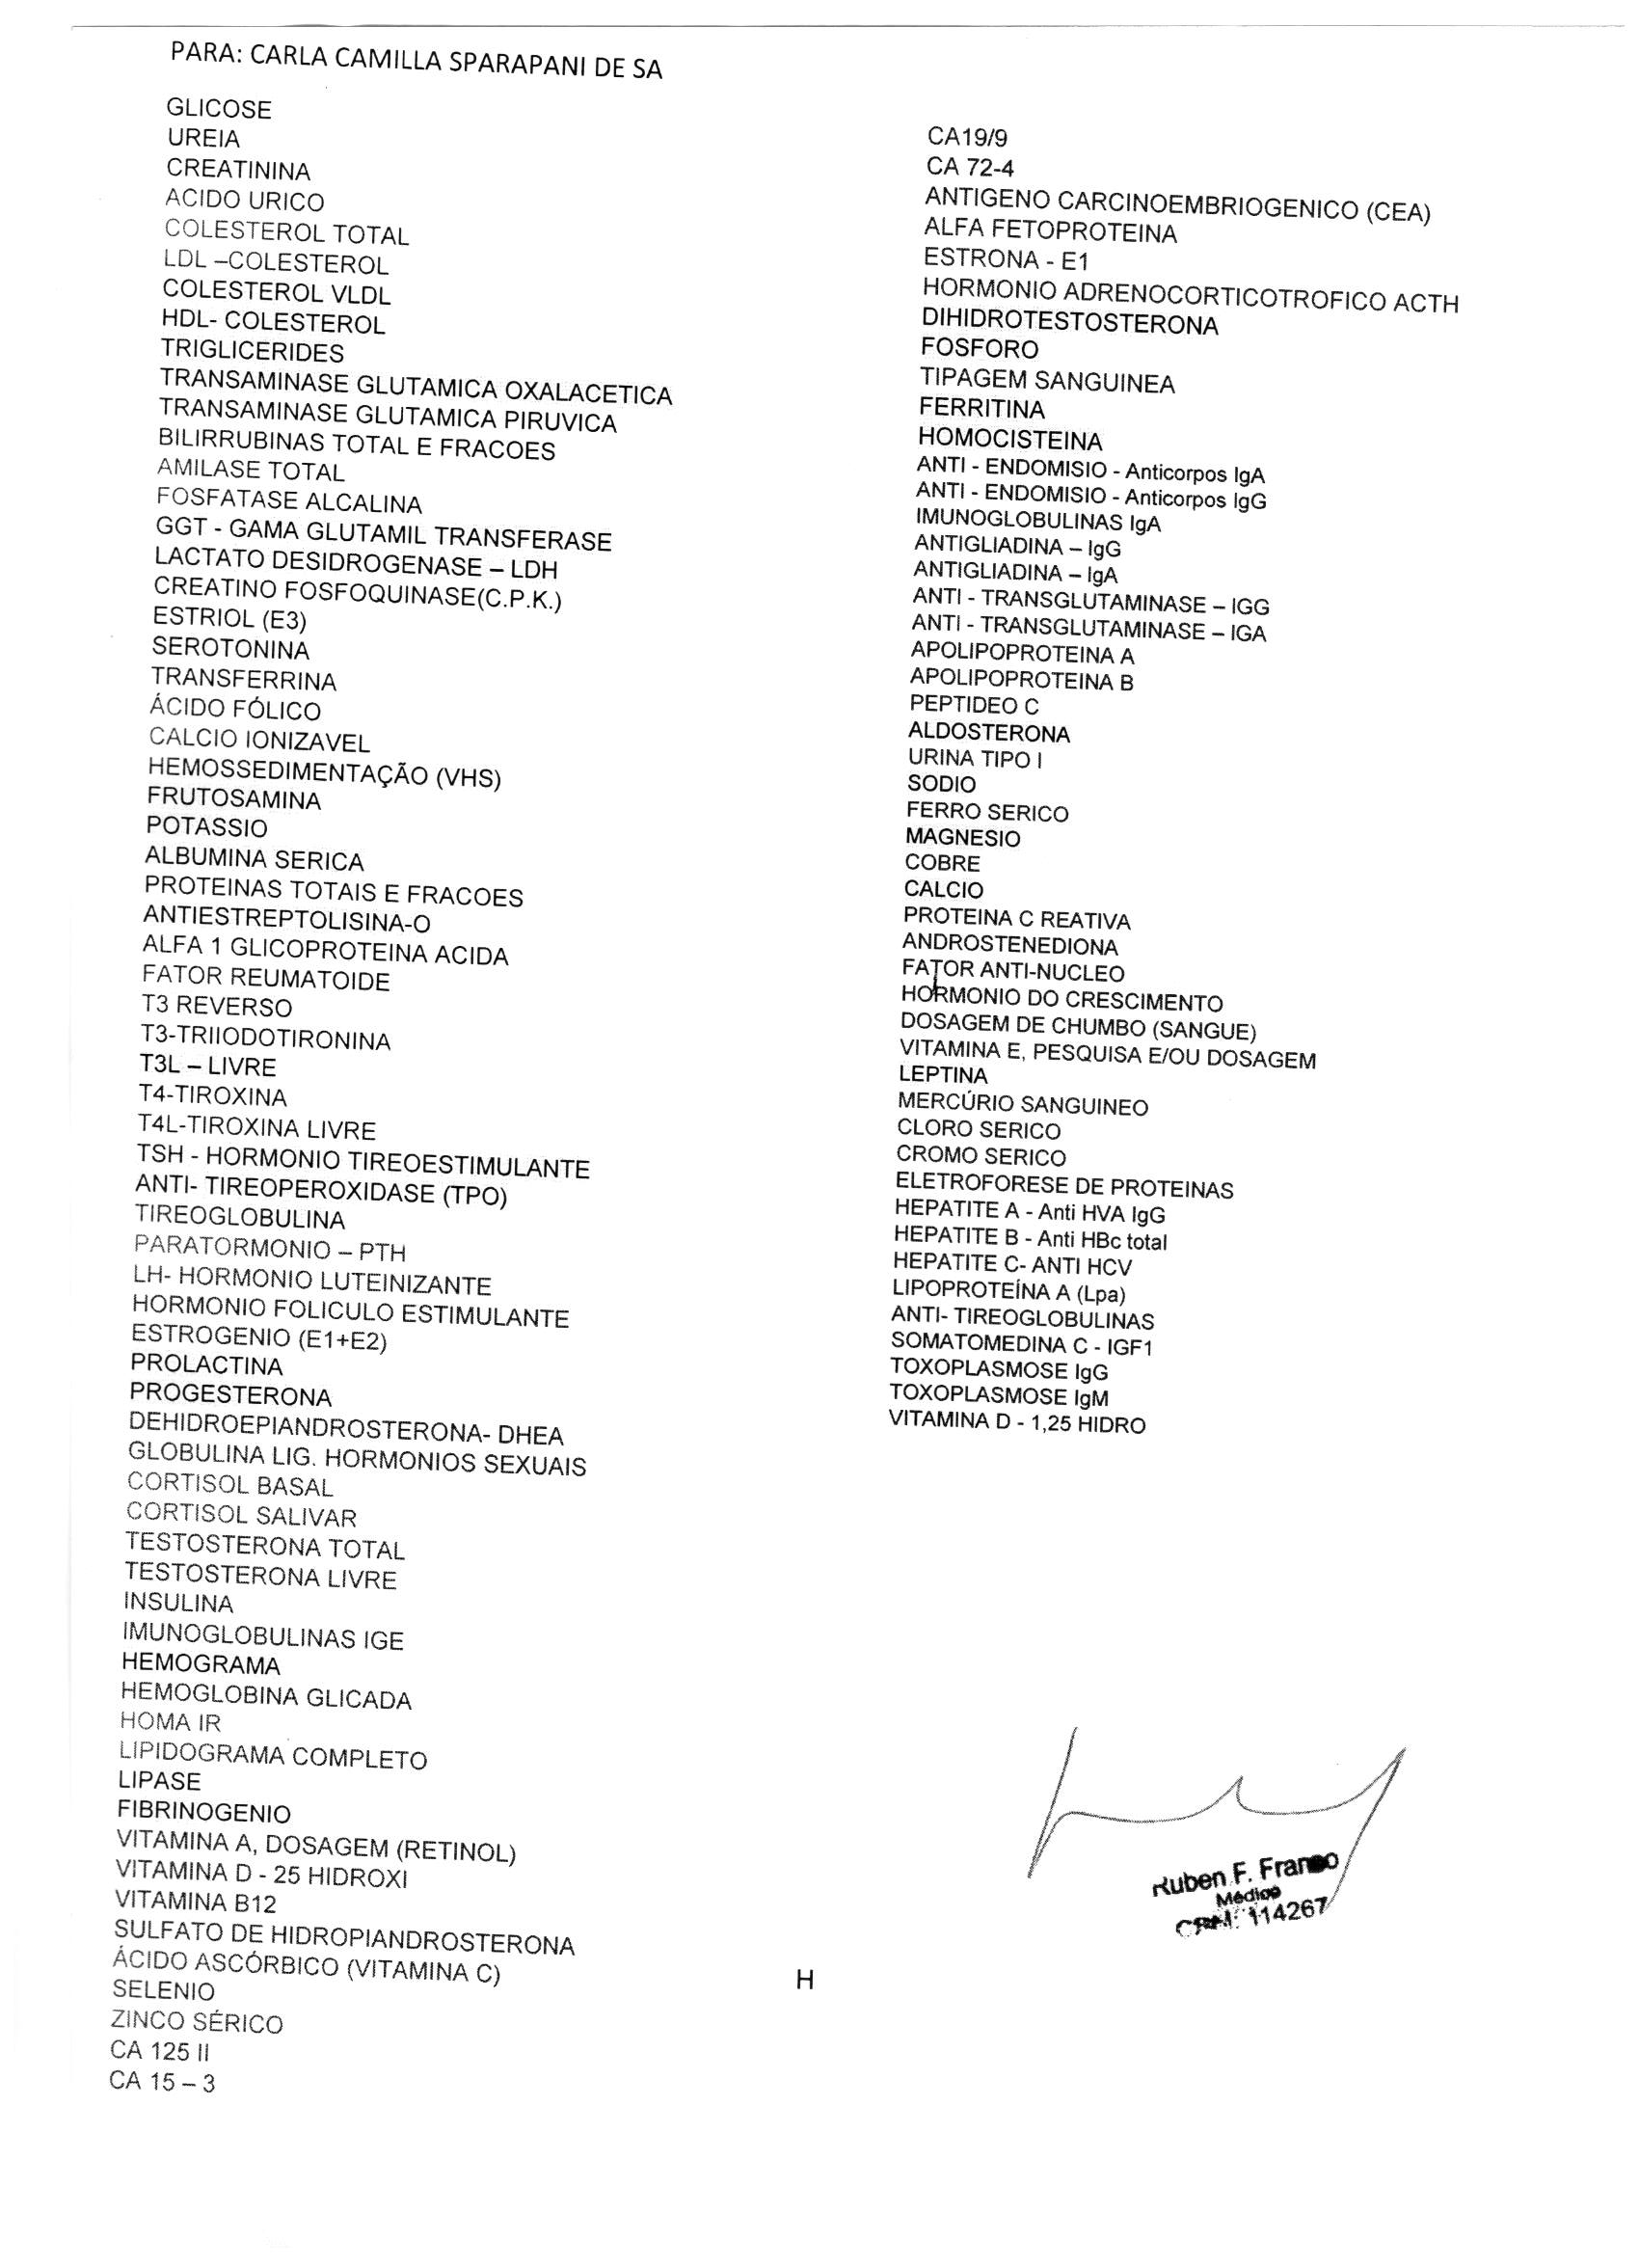 PARA: CARLA CAMILLA SPARAPANI DE SA
GLICOSE
UREIA
CREATININA
ACIDO URICO
COLESTEROL TOTAL
LDL –COLESTEROL
COLESTEROL VLDL
HDL- COLESTEROL
TRIGLICERIDES
TRANSAMINASE GLUTAMICA OXALACETICA
TRANSAMINASE GLUTAMICA PIRUVICA
BILIRRUBINAS TOTAL E FRACOES
AMILASE TOTAL
FOSFATASE ALCALINA
GGT - GAMA GLUTAMIL TRANSFERASE
LACTATO DESIDROGENASE – LDH
CREATINO FOSFOQUINASE(C.P.K.)
ESTRIOL (E3)
SEROTONINA
TRANSFERRINA
ÁCIDO FÓLICO
CALCIO IONIZAVEL
HEMOSSEDIMENTAÇÃO (VHS)
FRUTOSAMINA
POTASSIO
ALBUMINA SERICA
PROTEINAS TOTAIS E FRACOES
ANTIESTREPTOLISINA-O
ALFA 1 GLICOPROTEINA ACIDA
FATOR REUMATOIDE
T3 REVERSO
T3-TRIIODOTIRONINA
T3L – LIVRE
T4-TIROXINA
T4L-TIROXINA LIVRE
TSH - HORMONIO TIREOESTIMULANTE
ANTI- TIREOPEROXIDASE (TPO)
TIREOGLOBULINA
PARATORMONIO – PTH
LH- HORMONIO LUTEINIZANTE
HORMONIO FOLICULO ESTIMULANTE
ESTROGENIO (E1+E2)
PROLACTINA
PROGESTERONA
DEHIDROEPIANDROSTERONA- DHEA
GLOBULINA LIG. HORMONIOS SEXUAIS
CORTISOL BASAL
CORTISOL SALIVAR
TESTOSTERONA TOTAL
TESTOSTERONA LIVRE
INSULINA
IMUNOGLOBULINAS IGE
HEMOGRAMA
HEMOGLOBINA GLICADA
HOMA IR
LIPIDOGRAMA COMPLETO
LIPASE
FIBRINOGENIO
VITAMINA A, DOSAGEM (RETINOL)
VITAMINA D - 25 HIDROXI
VITAMINA B12
SULFATO DE HIDROPIANDROSTERONA
ÁCIDO ASCÓRBICO (VITAMINA C)
SELENIO
ZINCO SÉRICO
CA 125 II
CA 15 – 3
CA19/9
CA 72-4
ANTIGENO CARCINOEMBRIOGENICO (CEA)
ALFA FETOPROTEINA
ESTRONA - E1
HORMONIO ADRENOCORTICOTROFICO ACTH
DIHIDROTESTOSTERONA
FOSFORO
TIPAGEM SANGUINEA
FERRITINA
HOMOCISTEINA
ANTI - ENDOMISIO - Anticorpos IgA
ANTI - ENDOMISIO - Anticorpos IgG
IMUNOGLOBULINAS IgA
ANTIGLIADINA – IgG
ANTIGLIADINA – IgA
ANTI - TRANSGLUTAMINASE – IGG
ANTI - TRANSGLUTAMINASE – IGA
APOLIPOPROTEINA A
APOLIPOPROTEINA B
PEPTIDEO C
ALDOSTERONA
URINA TIPO I
SODIO
FERRO SERICO
MAGNESIO
COBRE
CALCIO
PROTEINA C REATIVA
ANDROSTENEDIONA
FATOR ANTI-NUCLEO
HORMONIO DO CRESCIMENTO
DOSAGEM DE CHUMBO (SANGUE)
VITAMINA E, PESQUISA E/OU DOSAGEM
LEPTINA
MERCÚRIO SANGUINEO
CLORO SERICO
CROMO SERICO
ELETROFORESE DE PROTEINAS
HEPATITE A - Anti HVA IgG
HEPATITE B - Anti HBc total
HEPATITE C- ANTI HCV
LIPOPROTEÍNA A (Lpa)
ANTI- TIREOGLOBULINAS
SOMATOMEDINA C - IGF1
TOXOPLASMOSE IgG
TOXOPLASMOSE IgM
VITAMINA D - 1,25 HIDRO
Ruben F. Franco
Médico
CRM: 114267
H